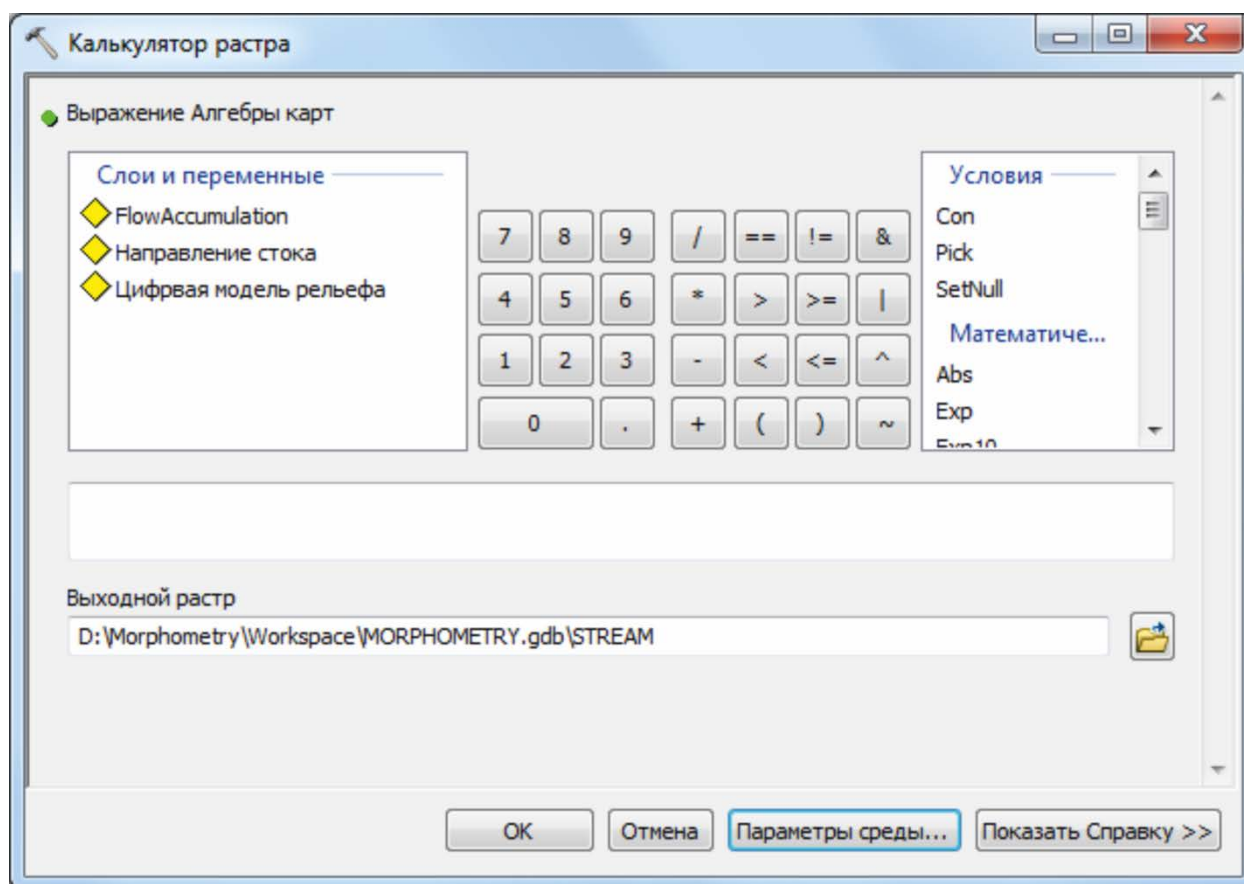 Калькулятор растра
Выражение Алгебры карт
Слои и переменные
FlowAccumulation
Направление стока
Цифрвая модель рельефа
7 8 9 / == != &
4 5 6 * > >= |
1 2 3 - < <= ^
0 . + ( ) ~
Условия
Con
Pick
SetNull
Математиче...
Abs
Exp
Exp10
Выходной растр
D:\Morphometry\Workspace\MORPHOMETRY.gdb\STREAM
OK Отмена Параметры среды... Показать Справку >>